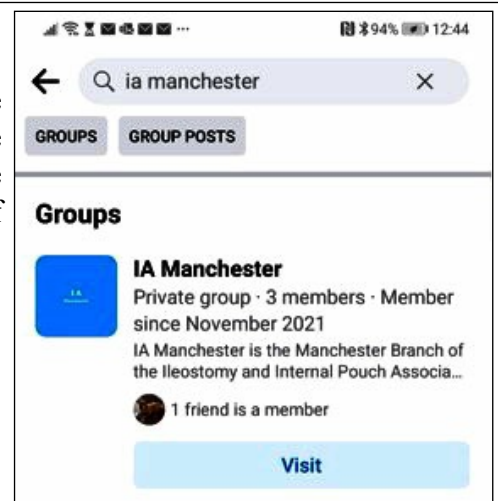 94% 12:44
ia manchester
GROUPS GROUP POSTS
Groups
IA Manchester
Private group · 3 members · Member
since November 2021
IA Manchester is the Manchester Branch of
the Ileostomy and Internal Pouch Associa...
1 friend is a member
Visit